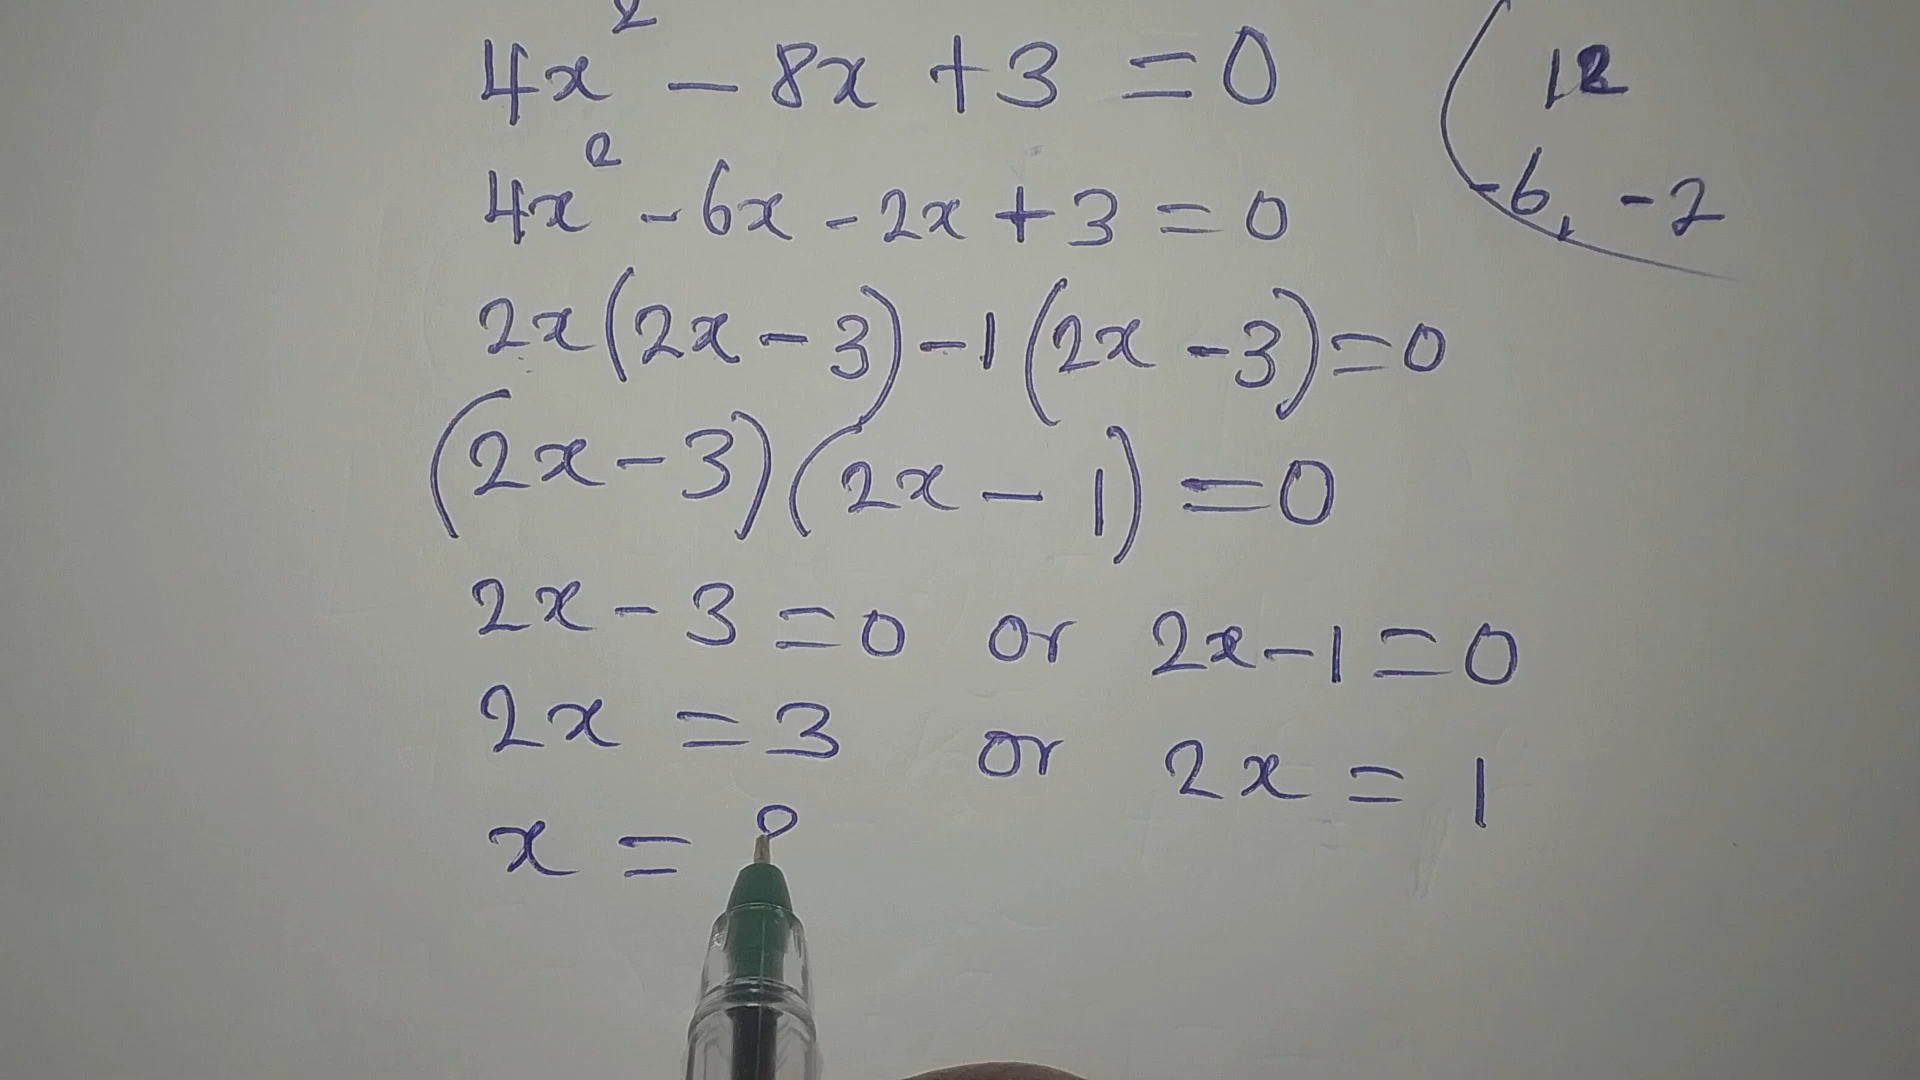 4x² - 8x + 3 = 0
12
4x² - 6x - 2x + 3 = 0
-6, -2
2x(2x - 3) - 1(2x - 3) = 0
(2x - 3)(2x - 1) = 0
2x - 3 = 0 or 2x - 1 = 0
2x = 3 or 2x = 1
x =